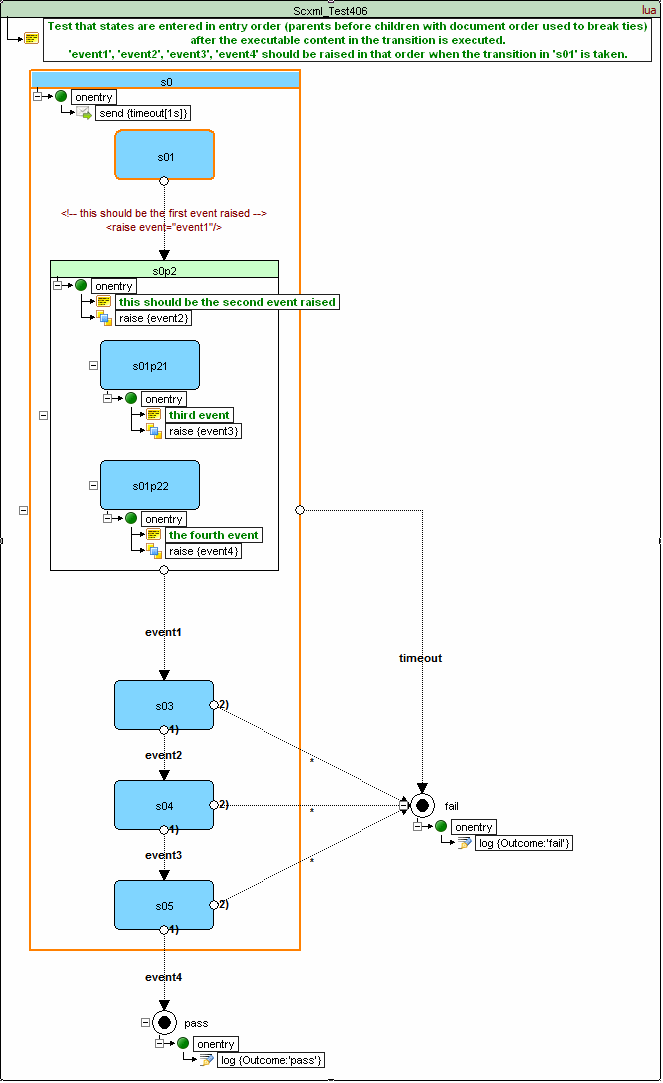 Scxml_Test406
lua
Test that states are entered in entry order (parents before children with document order used to break ties)
after the executable content in the transition is executed.
'event1', 'event2', 'event3', 'event4' should be raised in that order when the transition in 's01' is taken.
s0
onentry
send {timeout[1s]}
s01
<!-- this should be the first event raised -->
<raise event="event1"/>
s0p2
onentry
this should be the second event raised
raise {event2}
s01p21
onentry
third event
raise {event3}
s01p22
onentry
the fourth event
raise {event4}
event1
timeout
s03
2)
1)
*
event2
s04
2)
1)
*
fail
onentry
log {Outcome:'fail'}
event3
*
s05
2)
1)
event4
pass
onentry
log {Outcome:'pass'}